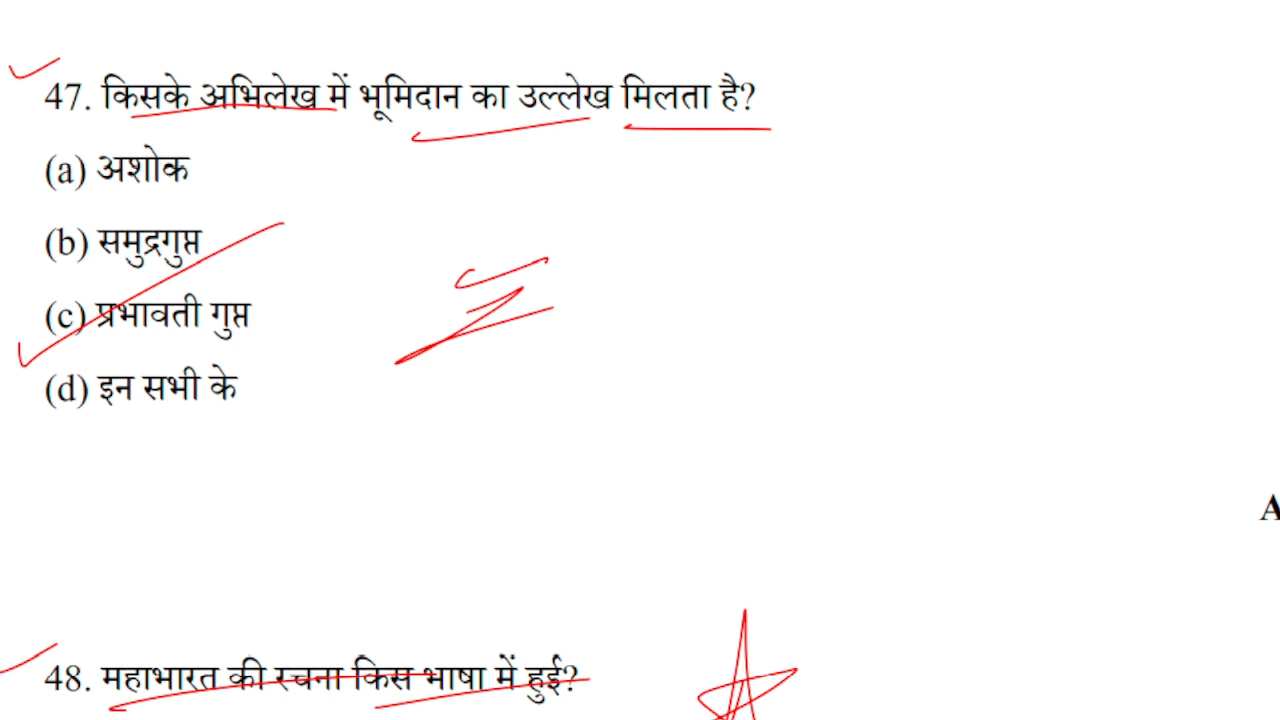 47. किसके अभिलेख में भूमिदान का उल्लेख मिलता है?
(a) अशोक
(b) समुद्रगुप्त
(c) प्रभावती गुप्त
(d) इन सभी के
A
48. महाभारत की रचना किस भाषा में हुई?